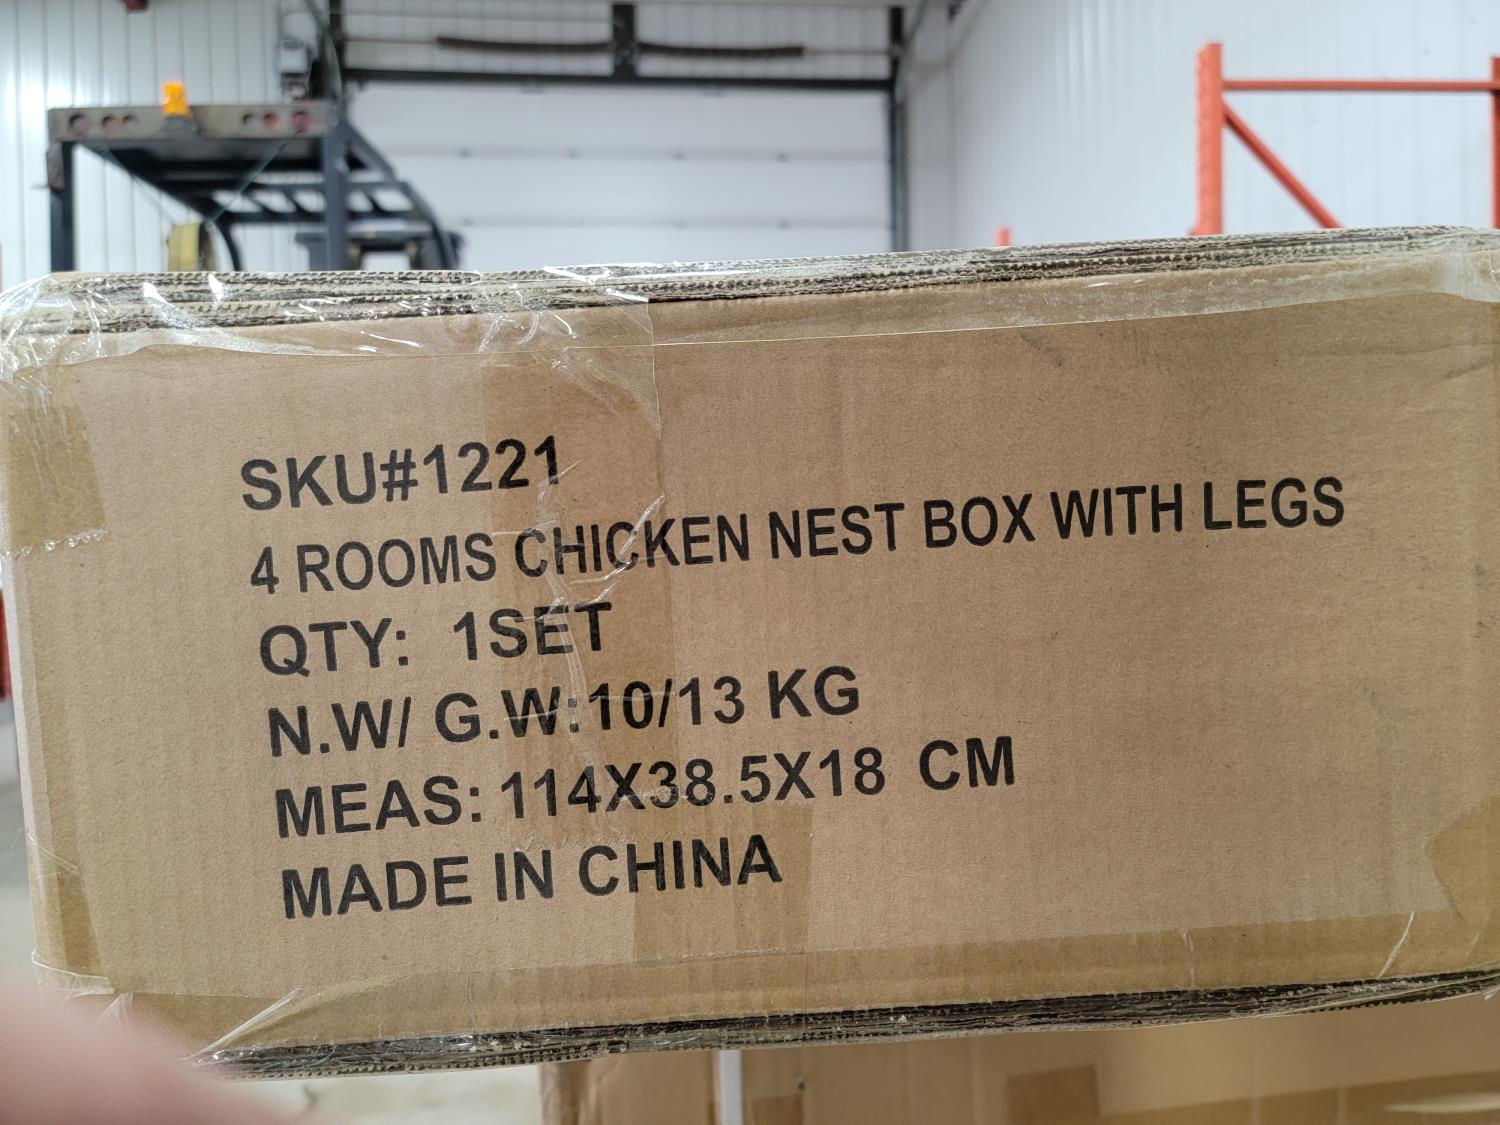 SKU#1221
4 ROOMS CHICKEN NEST BOX WITH LEGS
QTY: 1SET
N.W/ G.W:10/13 KG
MEAS: 114X38.5X18 CM
MADE IN CHINA